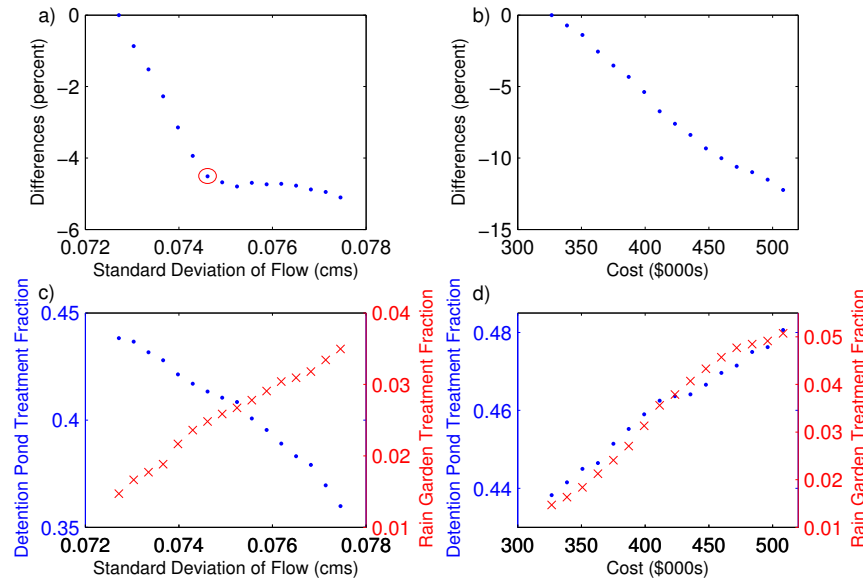 a)
0
−2
−4
−6
Differences (percent)
0.072
0.074
0.076
0.078
Standard Deviation of Flow (cms)
b)
0
−5
−10
−15
Differences (percent)
300
350
400
450
500
Cost ($000s)
c)
0.45
0.4
0.35
Detention Pond Treatment Fraction
0.04
0.03
0.02
0.01
Rain Garden Treatment Fraction
0.072
0.074
0.076
0.078
Standard Deviation of Flow (cms)
d)
0.48
0.46
0.44
Detention Pond Treatment Fraction
0.05
0.04
0.03
0.02
0.01
Rain Garden Treatment Fraction
300
350
400
450
500
Cost ($000s)